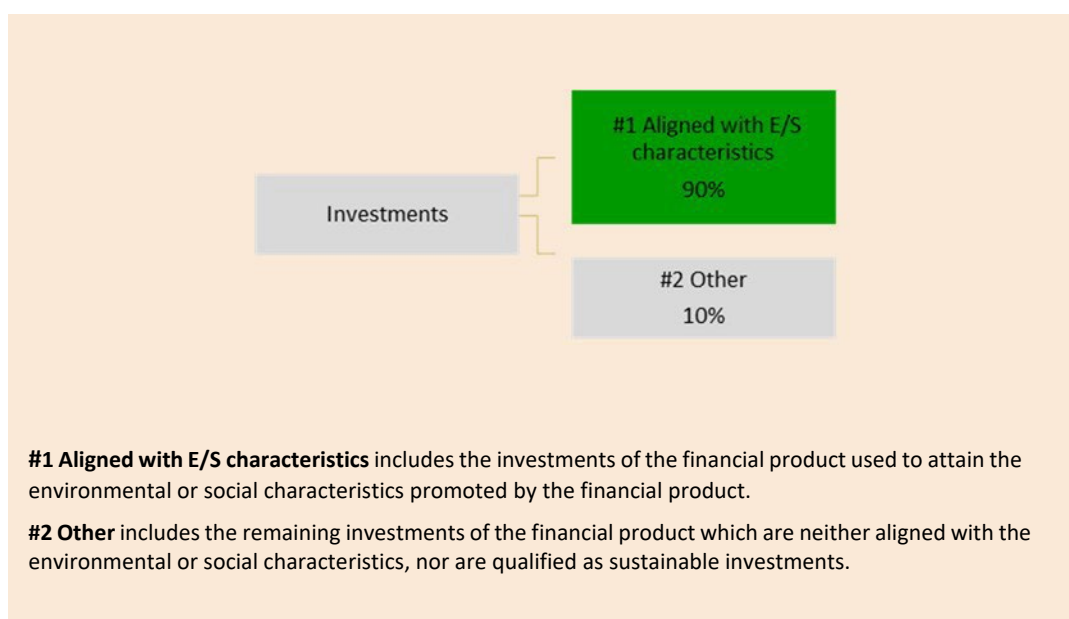 #1 Aligned with E/S
characteristics
90%
Investments
#2 Other
10%
#1 Aligned with E/S characteristics includes the investments of the financial product used to attain the
environmental or social characteristics promoted by the financial product.
#2 Other includes the remaining investments of the financial product which are neither aligned with the
environmental or social characteristics, nor are qualified as sustainable investments.